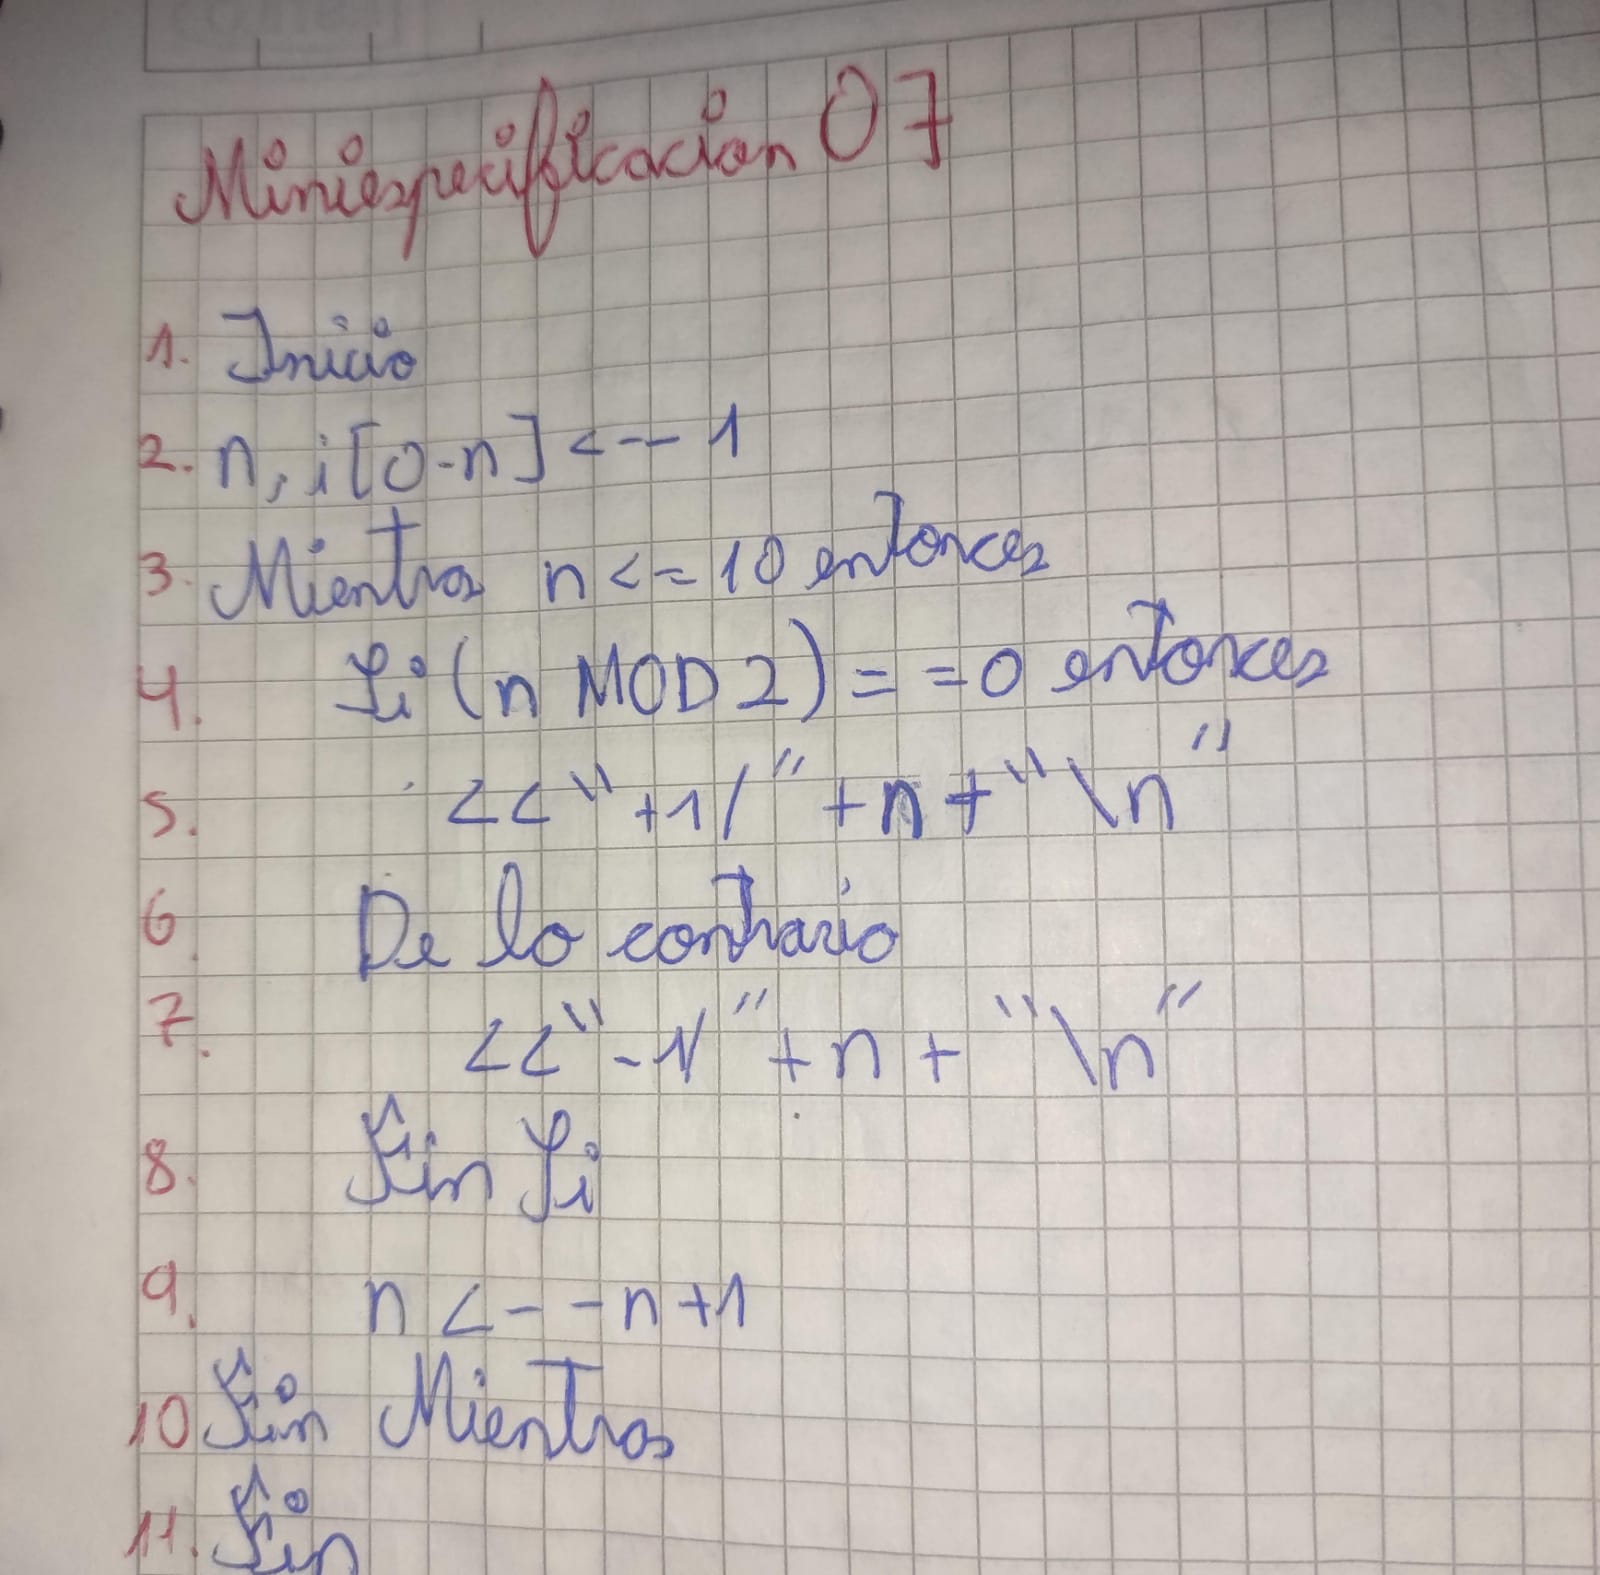 Miniespecificacion 07
1. Inicio
2. n, i[0-n] <-- 1
3. Mientras n <= 10 entonces
4. Si (n MOD 2) = = 0 entonces
5. << "+1/" + n + "\n"
6. De lo contrario
7. << "-1/" + n + "\n"
8. Fin Si
9. n <-- n+1
10 Fin Mientras
11. Fin